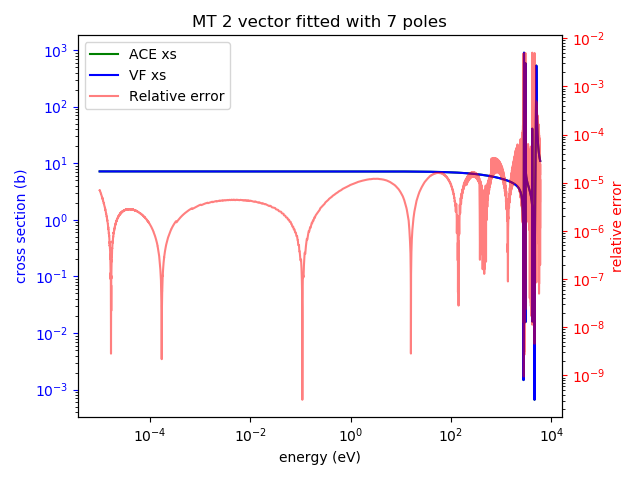 MT 2 vector fitted with 7 poles
ACE xs
VF xs
Relative error
cross section (b)
10^3
10^2
10^1
10^0
10^-1
10^-2
10^-3
10^-2
10^-3
10^-4
10^-5
10^-6
10^-7
10^-8
10^-9
relative error
10^-4
10^-2
10^0
10^2
10^4
energy (eV)